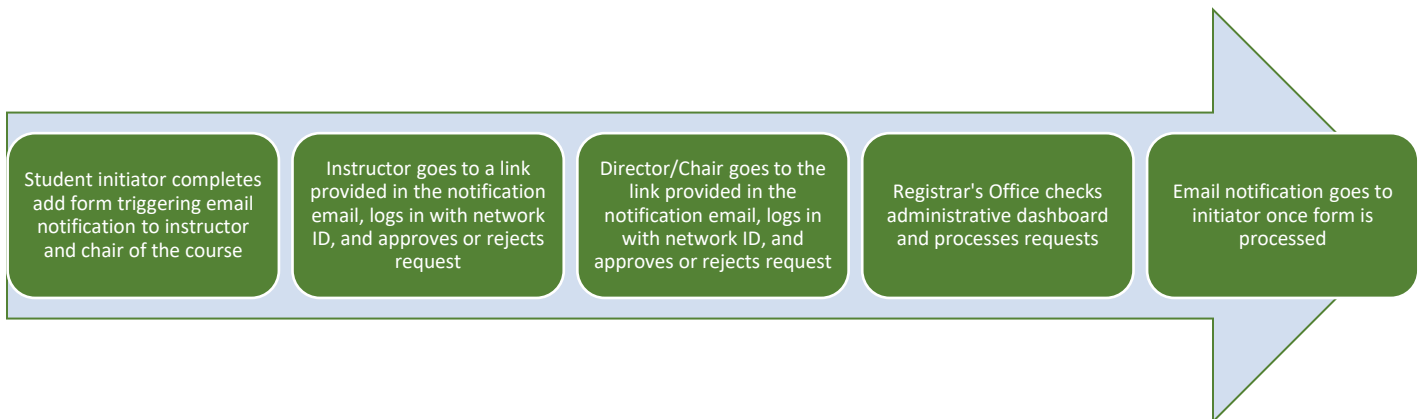 Student initiator completes
add form triggering email
notification to instructor
and chair of the course
Instructor goes to a link
provided in the notification
email, logs in with network
ID, and approves or rejects
request
Director/Chair goes to the
link provided in the
notification email, logs in
with network ID, and
approves or rejects request
Registrar's Office checks
administrative dashboard
and processes requests
Email notification goes to
initiator once form is
processed